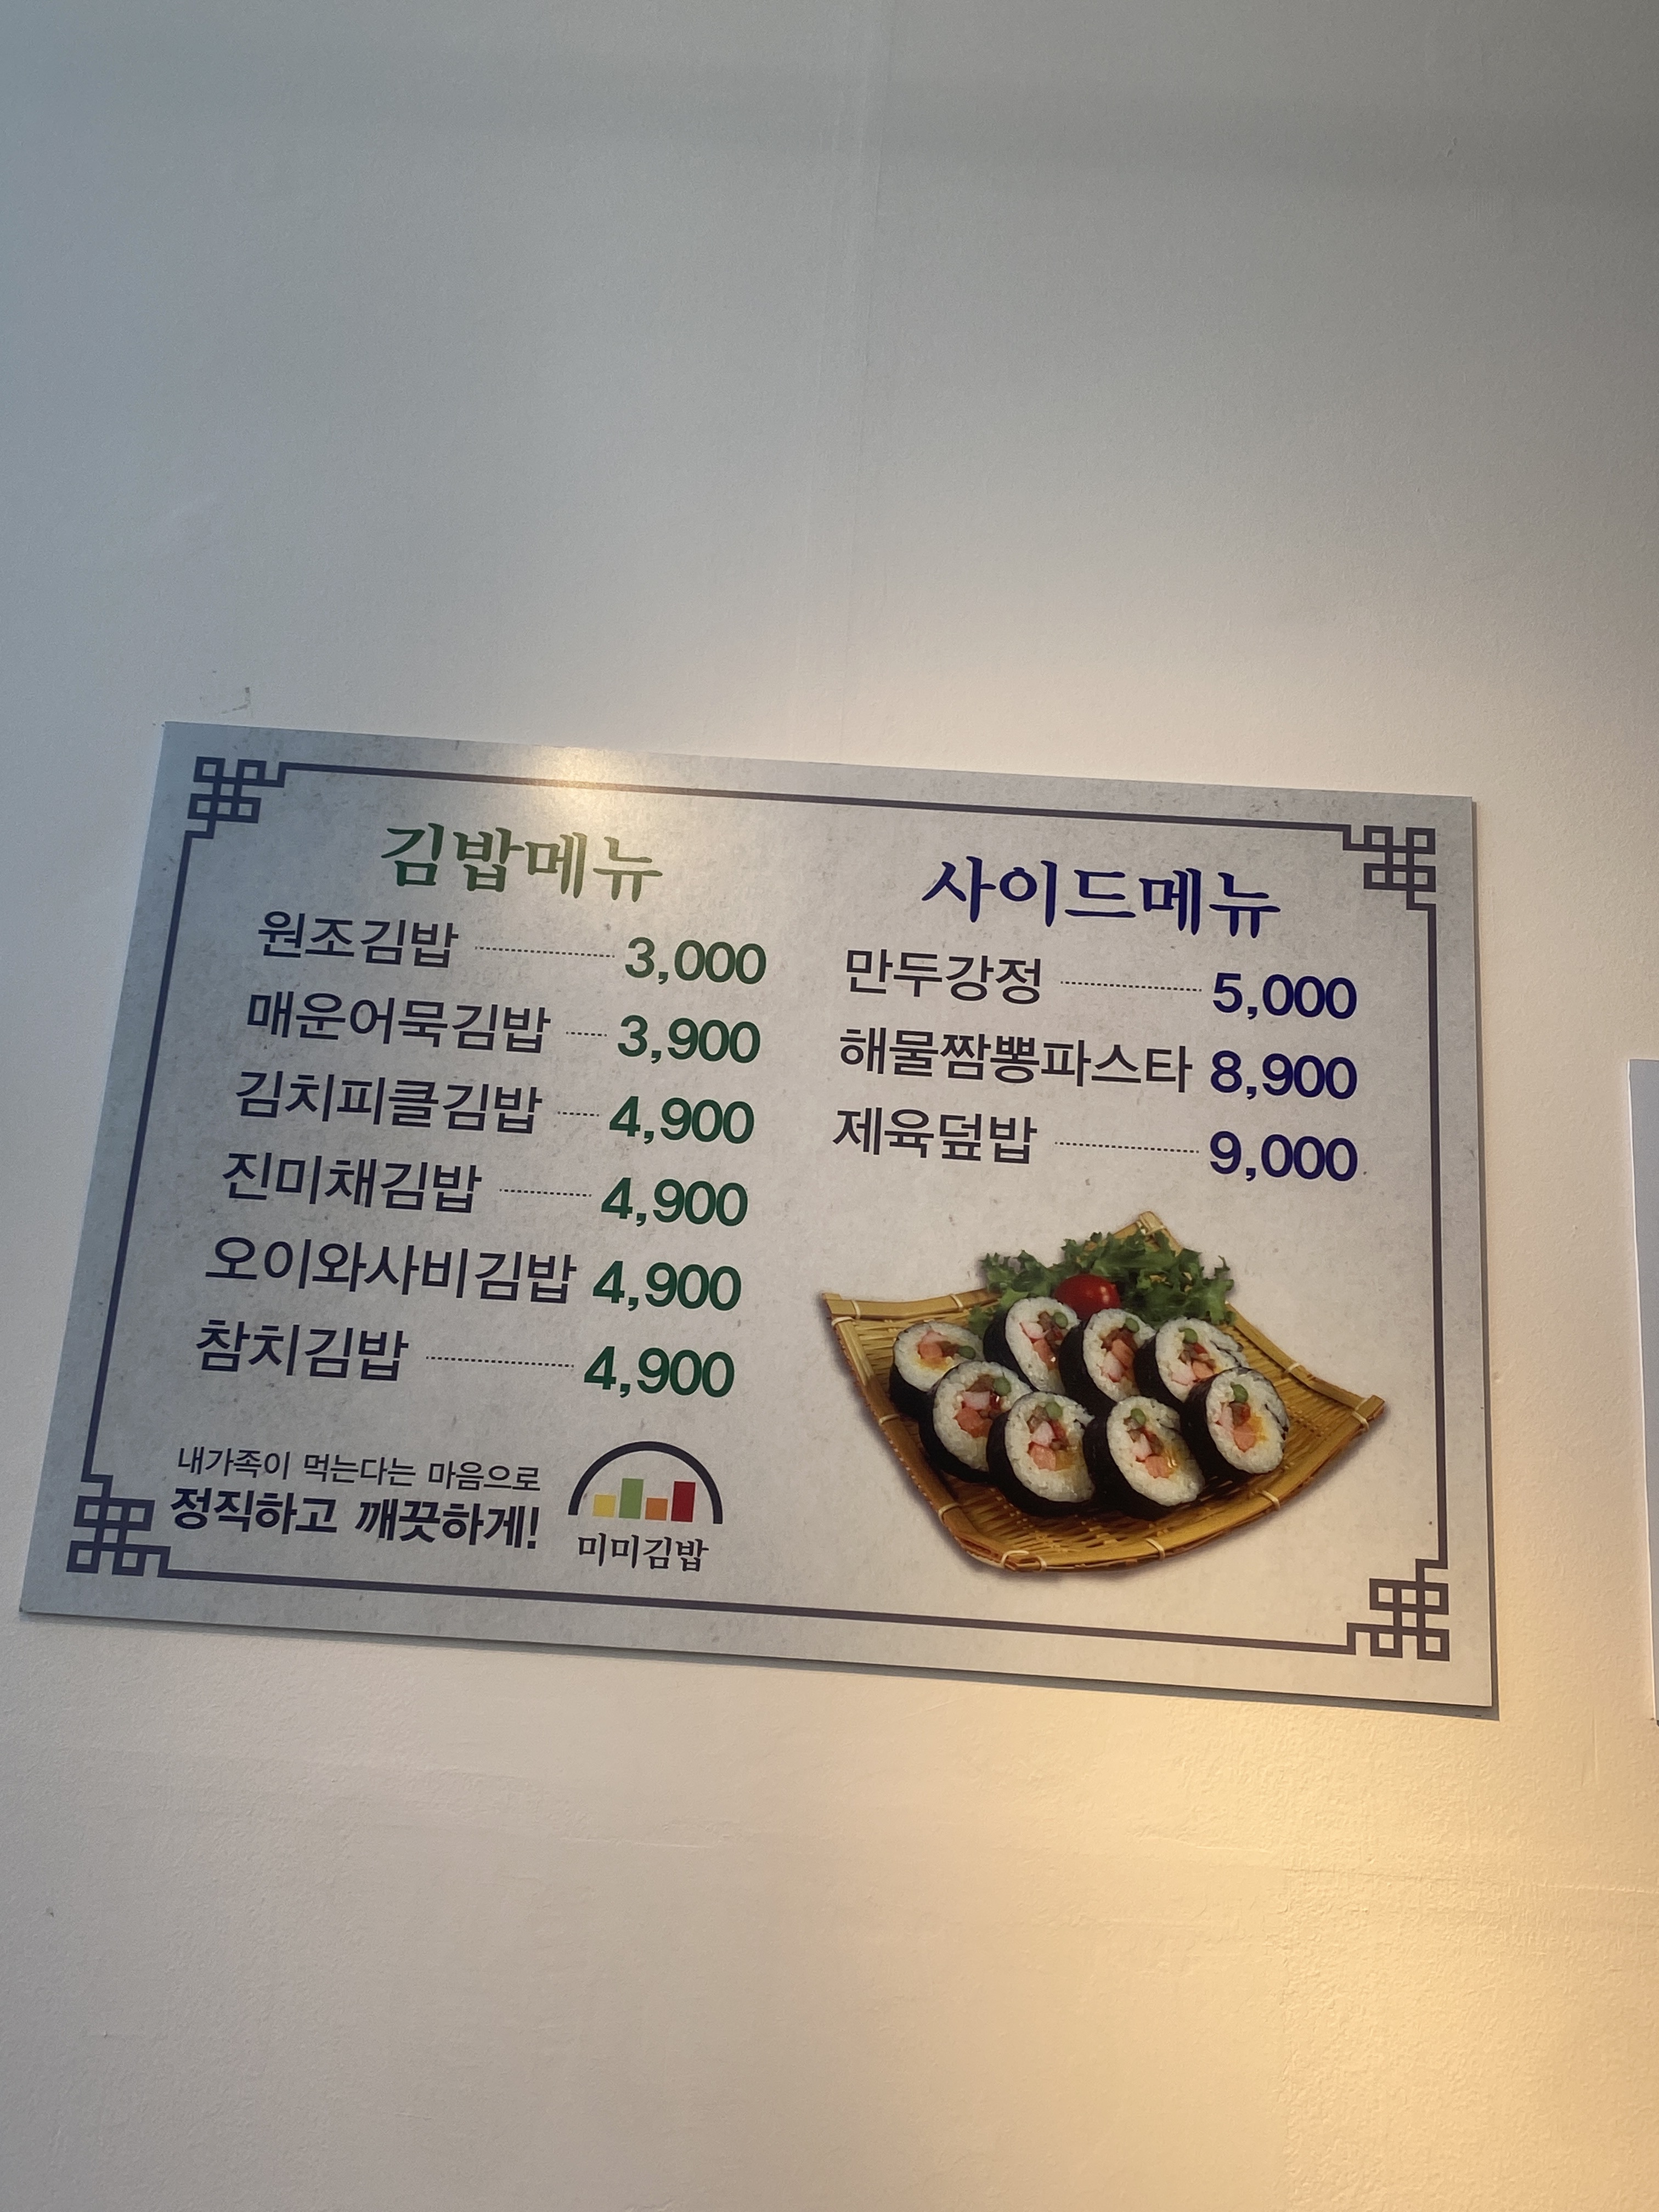 김밥메뉴
원조김밥 3,000
매운어묵김밥 3,900
김치피클김밥 4,900
진미채김밥 4,900
오이와사비김밥 4,900
참치김밥 4,900
내가족이 먹는다는 마음으로
정직하고 깨끗하게!
미미김밥
사이드메뉴
만두강정 5,000
해물짬뽕파스타 8,900
제육덮밥 9,000